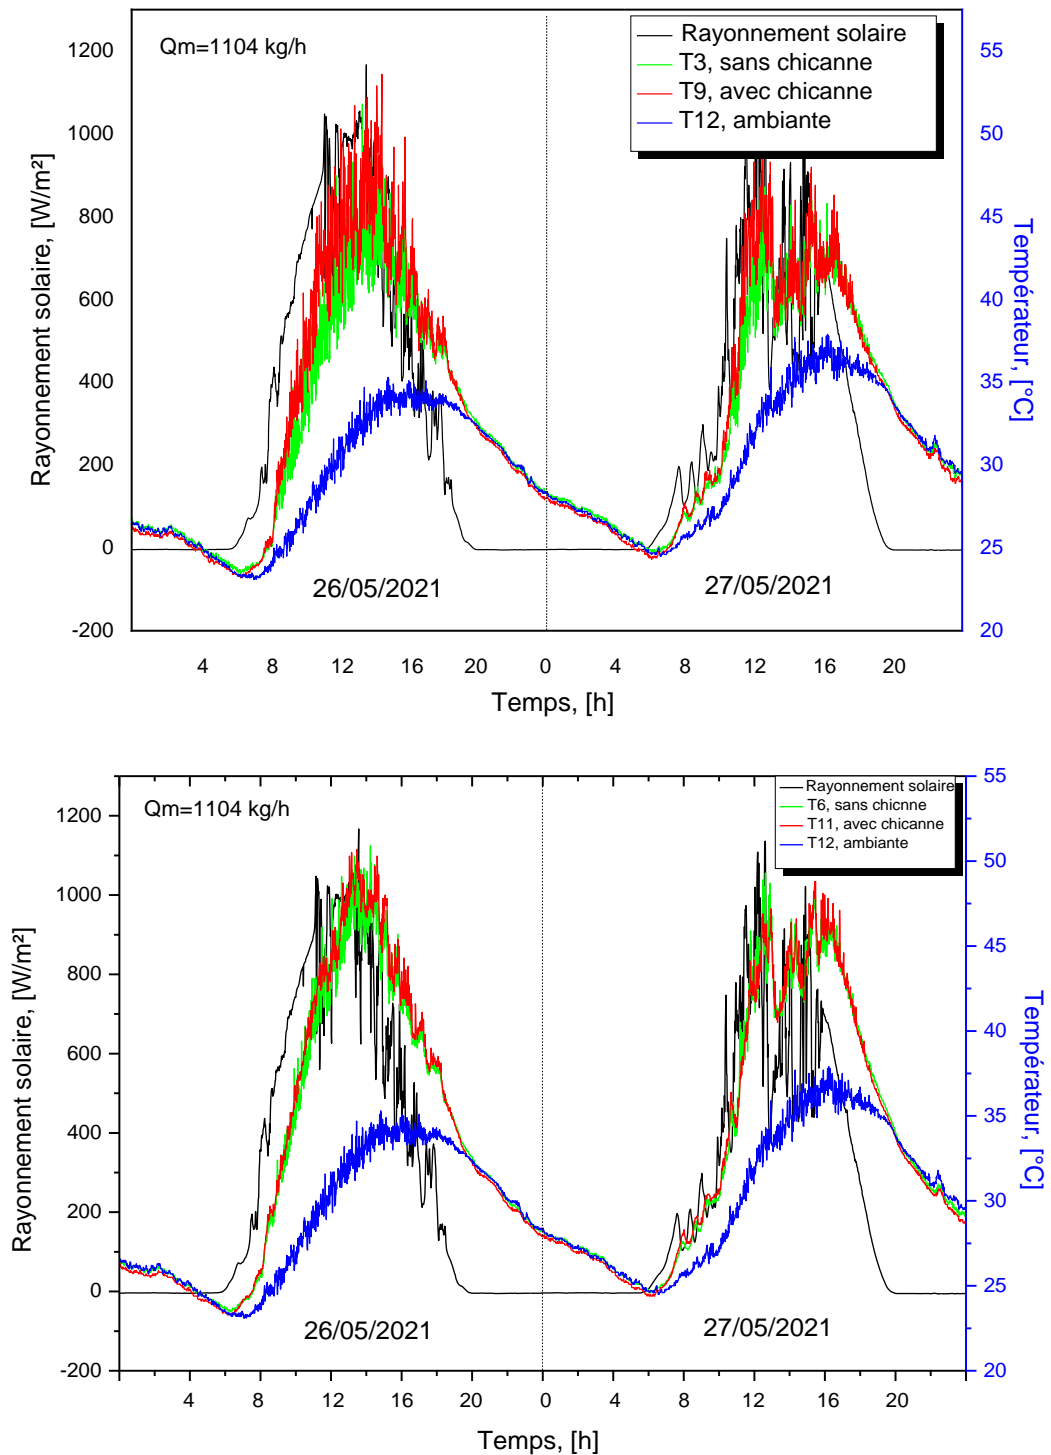 Qm=1104 kg/h
Rayonnement solaire
T3, sans chicanne
T9, avec chicanne
T12, ambiante
1200
1000
800
600
400
200
0
-200
Rayonnement solaire, [W/m²]
55
50
45
40
35
30
25
20
Températeur, [°C]
26/05/2021
27/05/2021
4 8 12 16 20 0 4 8 12 16 20
Temps, [h]
Qm=1104 kg/h
Rayonnement solaire
T6, sans chicnne
T11, avec chicanne
T12, ambiante
1200
1000
800
600
400
200
0
-200
Rayonnement solaire, [W/m²]
55
50
45
40
35
30
25
20
Températeur, [°C]
26/05/2021
27/05/2021
4 8 12 16 20 0 4 8 12 16 20
Temps, [h]